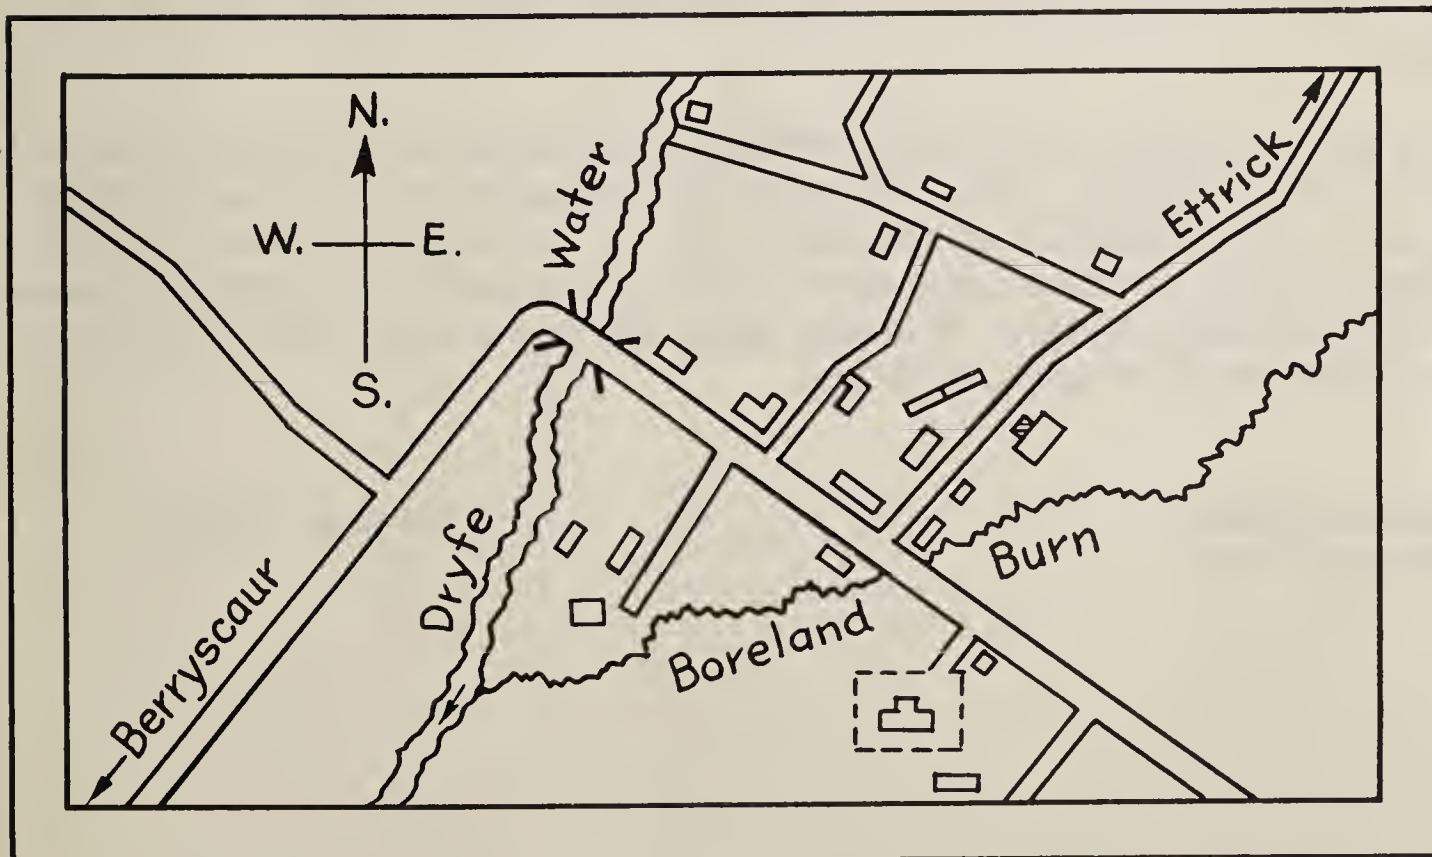 N.
W. E.
S.
Water
Ettrick
Dryfe
Burn
Boreland
Berryscaur